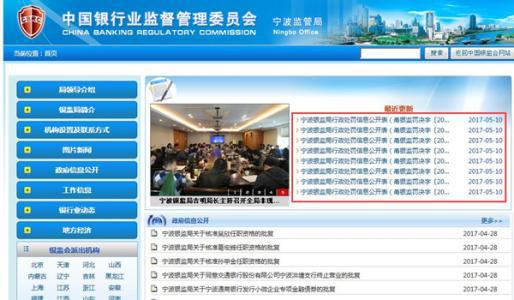 中国银行业监督管理委员会
CHINA BANKING REGULATORY COMMISSION
宁波监管局
Ningbo Office
当前位置：首页
搜索
返回中国银监会网站
局领导介绍
银监局简介
机构设置及联系方式
图片新闻
政府信息公开
工作信息
银行业动态
地方经济
银监会派出机构
北京 天津 河北 山西
内蒙古 辽宁 吉林 黑龙江
上海 江苏 浙江 安徽
福建 江西 山东 河南
宁波银监局吉明局长主持召开全局非现...
1 2 3 4 5
最近更新
宁波银监局行政处罚信息公开表（甬银监罚决字〔20... 2017-05-10
宁波银监局行政处罚信息公开表（甬银监罚决字〔20... 2017-05-10
宁波银监局行政处罚信息公开表（甬银监罚决字〔20... 2017-05-10
宁波银监局行政处罚信息公开表（甬银监罚决字〔20... 2017-05-10
宁波银监局行政处罚信息公开表（甬银监罚决字〔20... 2017-05-10
宁波银监局行政处罚信息公开表（甬银监罚决字〔20... 2017-05-10
宁波银监局行政处罚信息公开表（甬银监罚决字〔20... 2017-05-10
宁波银监局行政处罚信息公开表（甬银监罚决字〔20... 2017-05-10
政府信息公开
更多>>
宁波银监局关于核准吴欣任职资格的批复 2017-04-28
宁波银监局关于核准葛宏胜任职资格的批复 2017-04-28
宁波银监局关于核准孙辛金任职资格的批复 2017-04-28
宁波银监局关于同意交通银行股份有限公司宁波洪塘支行终止营业的批复 2017-04-28
宁波银监局关于宁波通商银行发行小微企业专项金融债券的批复 2017-04-28